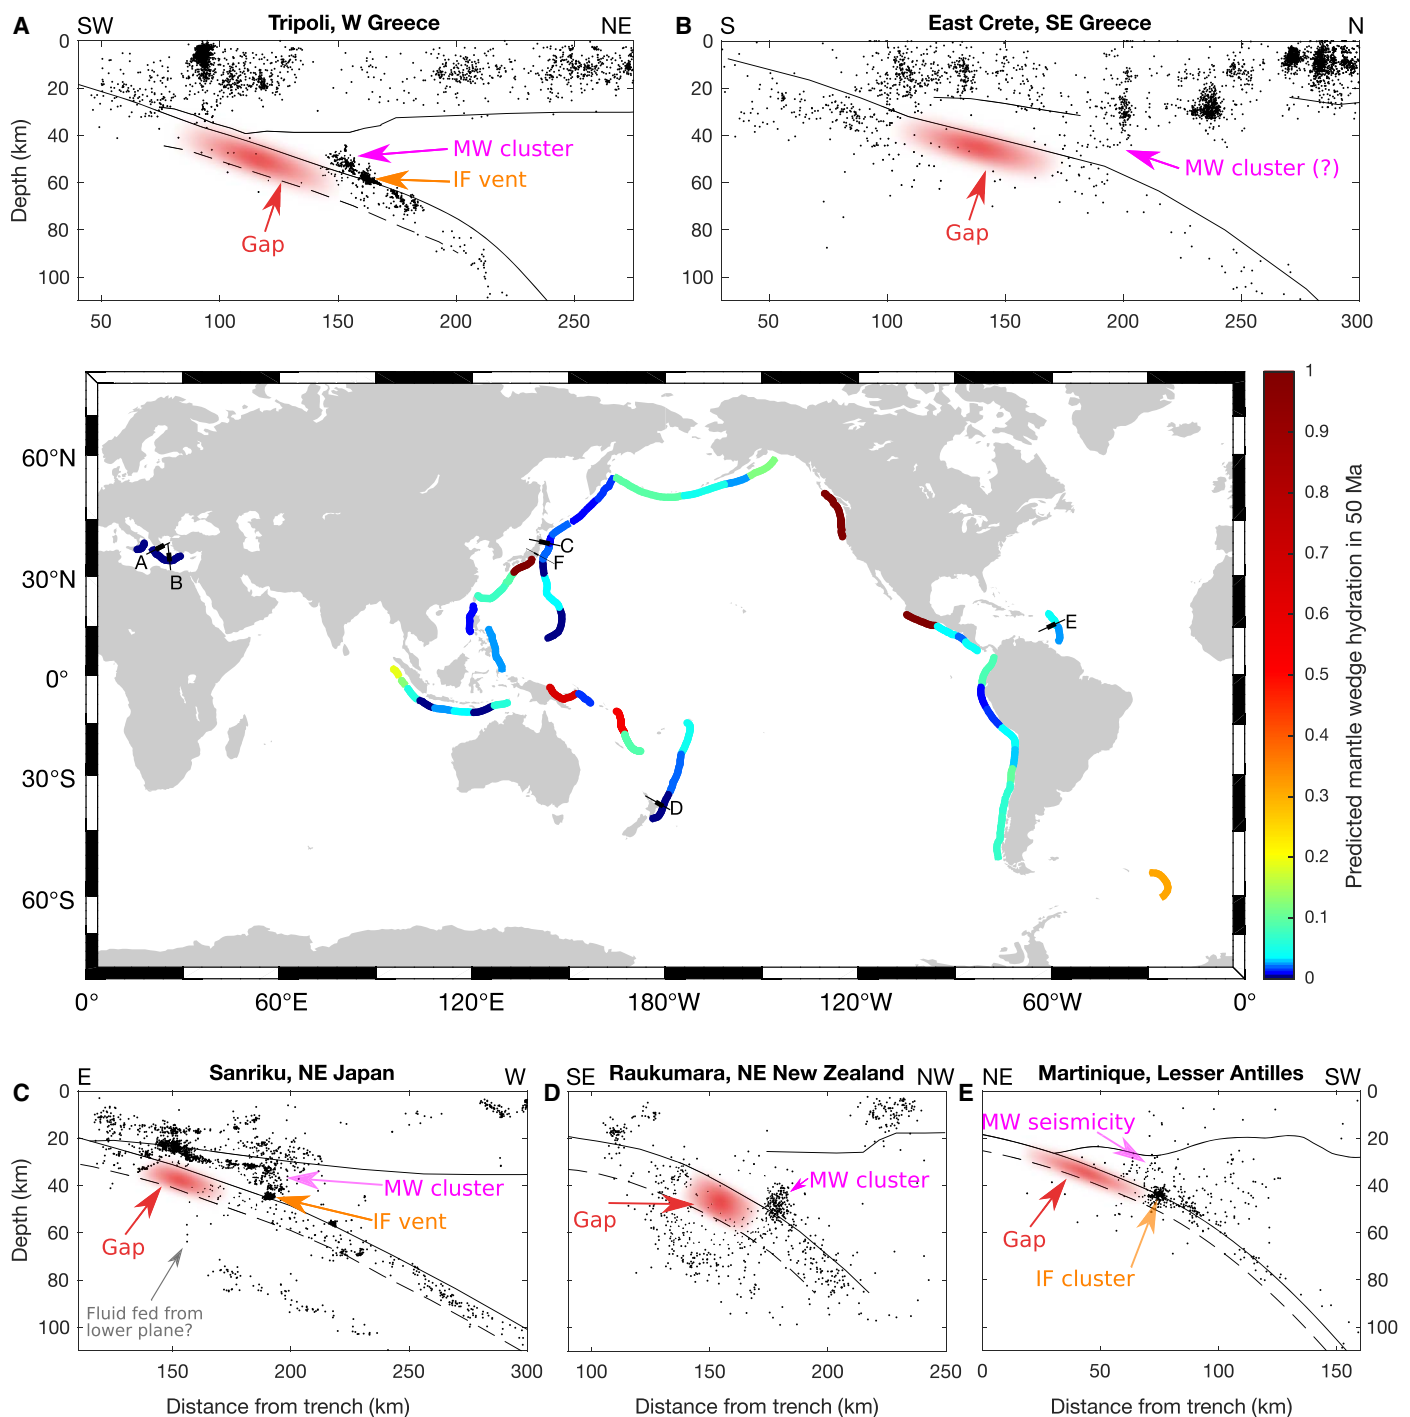 A SW Tripoli, W Greece NE
B S East Crete, SE Greece N
0
20
40
60
80
100
Depth (km)
MW cluster
IF vent
Gap
50 100 150 200 250
0
20
40
60
80
100
MW cluster (?)
Gap
50 100 150 200 250 300
60°N
30°N
0°
30°S
60°S
0° 60°E 120°E 180°W 120°W 60°W 0°
A
B
C
F
D
E
1
0.9
0.8
0.7
0.6
0.5
0.4
0.3
0.2
0.1
0
Predicted mantle wedge hydration in 50 Ma
C E Sanriku, NE Japan W
0
20
40
60
80
100
Depth (km)
MW cluster
IF vent
Gap
Fluid fed from
lower plane?
150 200 250 300
Distance from trench (km)
D SE Raukumara, NE New Zealand NW
MW cluster
Gap
100 150 200 250
Distance from trench (km)
E NE Martinique, Lesser Antilles SW
MW seismicity
Gap
IF cluster
0
20
40
60
80
100
0 50 100 150
Distance from trench (km)